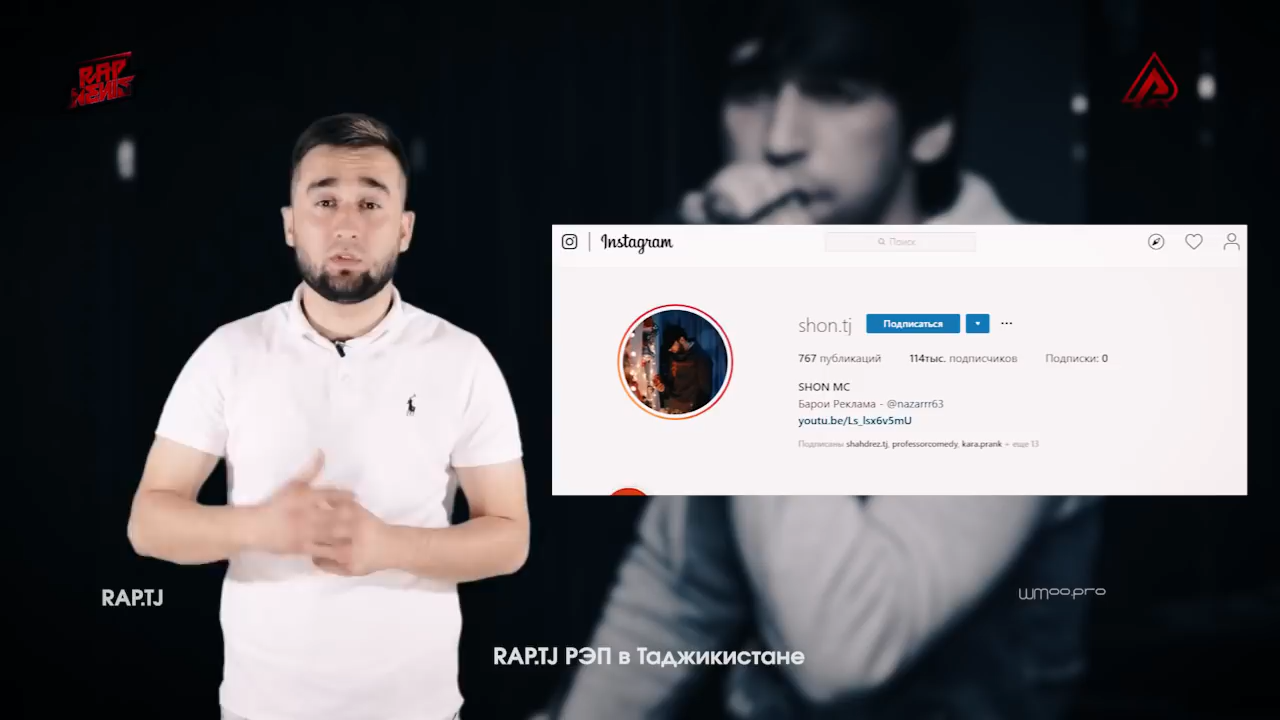 RAP
NEWS
Instagram
Поиск
shon.tj Подписаться
767 публикаций 114тыс. подписчиков Подписки: 0
SHON MC
Барои Реклама - @nazarrr63
youtu.be/Ls_lsx6v5mU
Подписаны shahdrez.tj, professorcomedy, kara.prank – еще 13
RAP.TJ
wmoo.pro
RAP.TJ РЭП в Таджикистане